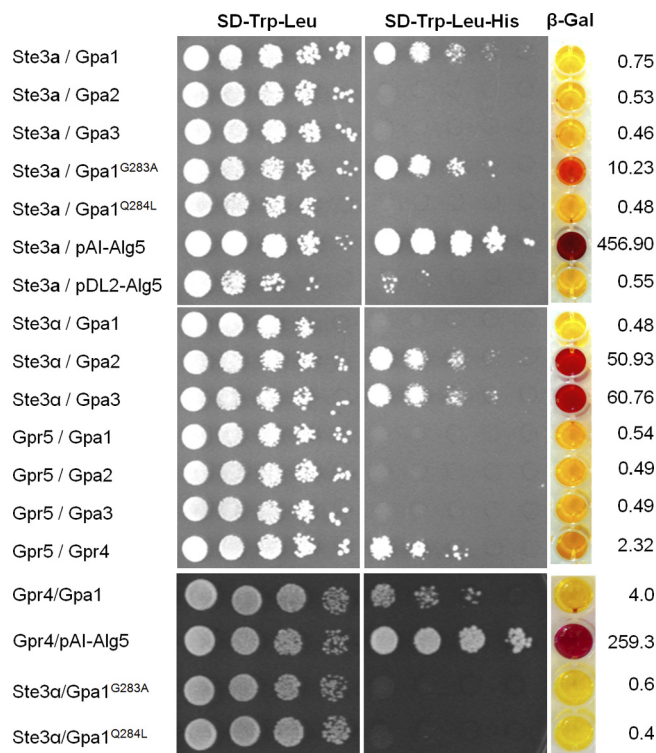 SD-Trp-Leu SD-Trp-Leu-His β-Gal
Ste3a / Gpa1 0.75
Ste3a / Gpa2 0.53
Ste3a / Gpa3 0.46
Ste3a / Gpa1G283A 10.23
Ste3a / Gpa1Q284L 0.48
Ste3a / pAI-Alg5 456.90
Ste3a / pDL2-Alg5 0.55
Ste3α / Gpa1 0.48
Ste3α / Gpa2 50.93
Ste3α / Gpa3 60.76
Gpr5 / Gpa1 0.54
Gpr5 / Gpa2 0.49
Gpr5 / Gpa3 0.49
Gpr5 / Gpr4 2.32
Gpr4/Gpa1 4.0
Gpr4/pAI-Alg5 259.3
Ste3α/Gpa1G283A 0.6
Ste3α/Gpa1Q284L 0.4